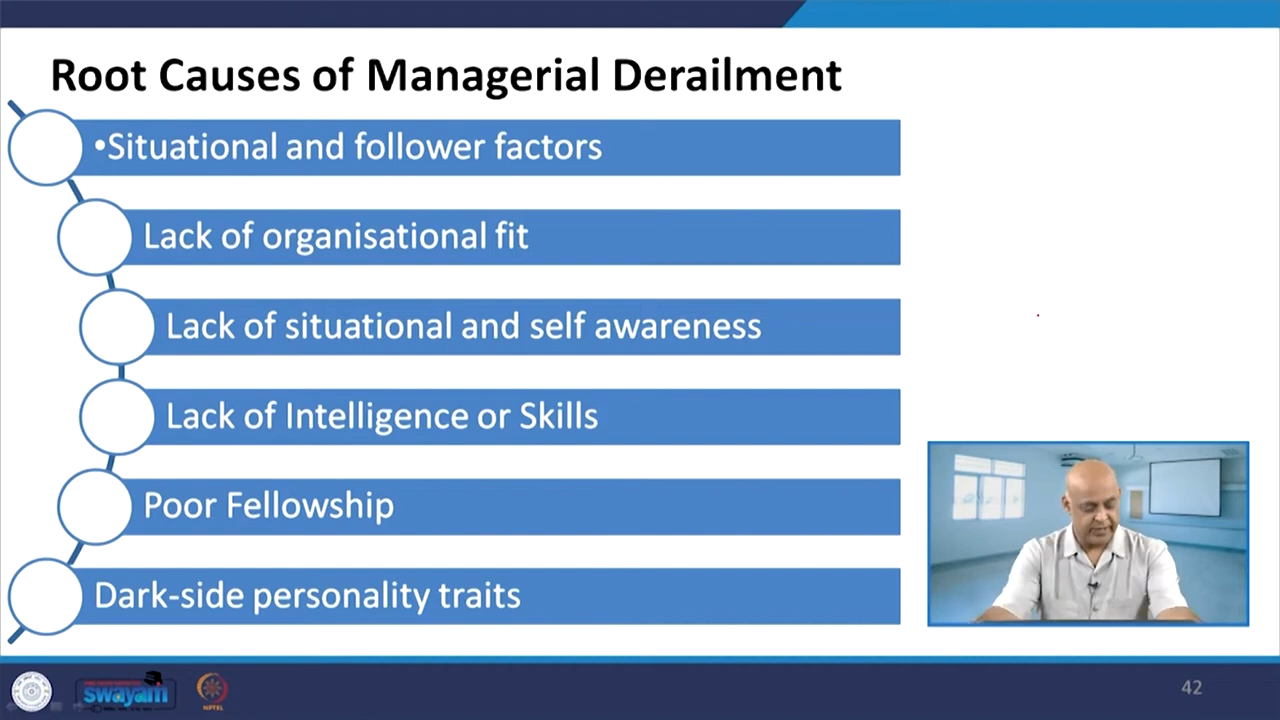 Root Causes of Managerial Derailment
•Situational and follower factors
Lack of organisational fit
Lack of situational and self awareness
Lack of Intelligence or Skills
Poor Fellowship
Dark-side personality traits
swayam
NPTEL
42